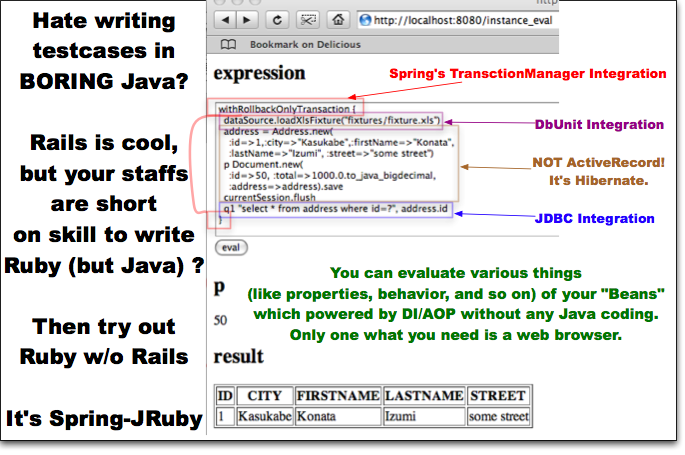 Hate writing
testcases in
BORING Java?
Rails is cool,
but your staffs
are short
on skill to write
Ruby (but Java) ?
Then try out
Ruby w/o Rails
It's Spring-JRuby
http://localhost:8080/instance_eval
Bookmark on Delicious
expression
Spring's TransctionManager Integration
withRollbackOnlyTransaction {
dataSource.loadXlsFixture("fixtures/fixture.xls")
DbUnit Integration
address = Address.new(
:id=>1,:city=>"Kasukabe",:firstName=>"Konata",
:lastName=>"Izumi", :street=>"some street")
p Document.new(
:id=>50, :total=>1000.0.to_java_bigdecimal,
:address=>address).save
currentSession.flush
NOT ActiveRecord!
It's Hibernate.
q1 "select * from address where id=?", address.id
}
JDBC Integration
eval
You can evaluate various things
(like properties, behavior, and so on) of your "Beans"
which powered by DI/AOP without any Java coding.
Only one what you need is a web browser.
p
50
result
ID CITY FIRSTNAME LASTNAME STREET
1 Kasukabe Konata Izumi some street